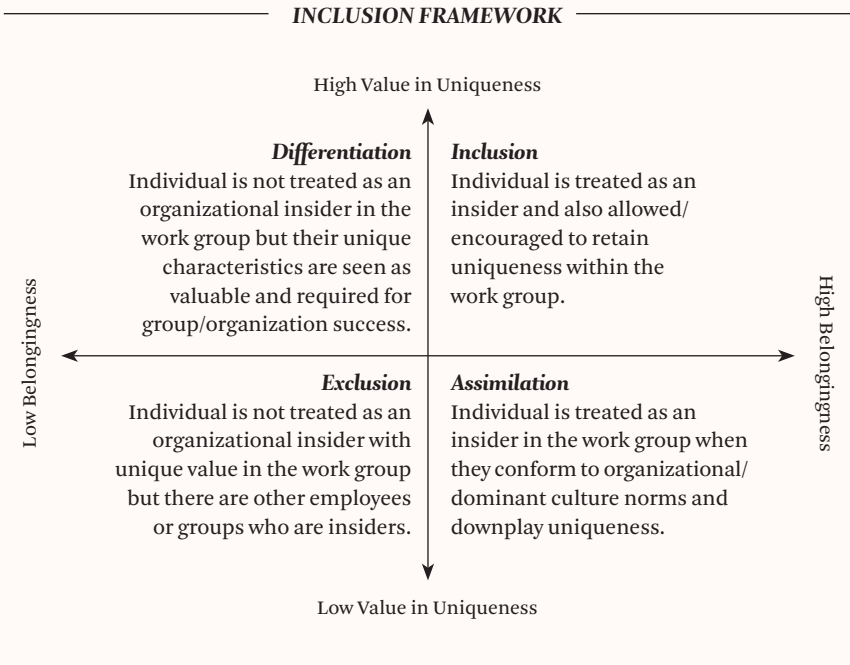 INCLUSION FRAMEWORK
High Value in Uniqueness
Differentiation
Individual is not treated as an
organizational insider in the
work group but their unique
characteristics are seen as
valuable and required for
group/organization success.
Inclusion
Individual is treated as an
insider and also allowed/
encouraged to retain
uniqueness within the
work group.
Low Belongingness
High Belongingness
Exclusion
Individual is not treated as an
organizational insider with
unique value in the work group
but there are other employees
or groups who are insiders.
Assimilation
Individual is treated as an
insider in the work group when
they conform to organizational/
dominant culture norms and
downplay uniqueness.
Low Value in Uniqueness